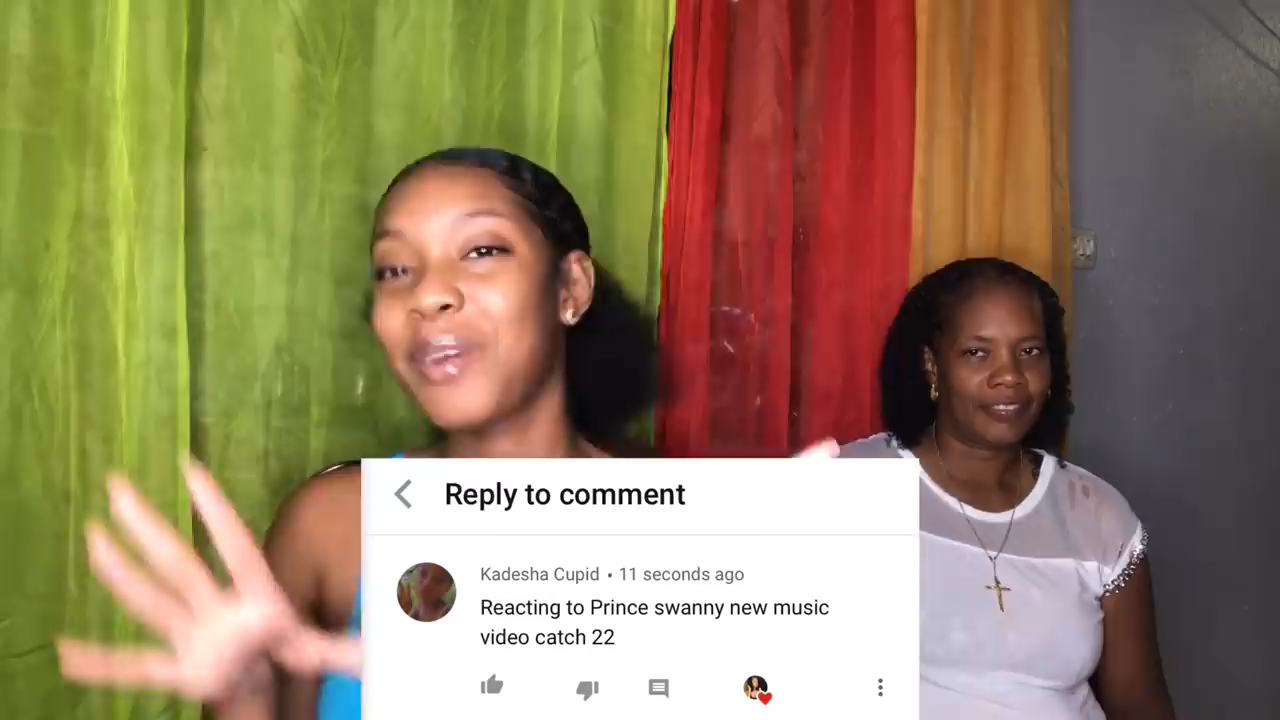 Reply to comment
Kadesha Cupid • 11 seconds ago
Reacting to Prince swanny new music
video catch 22